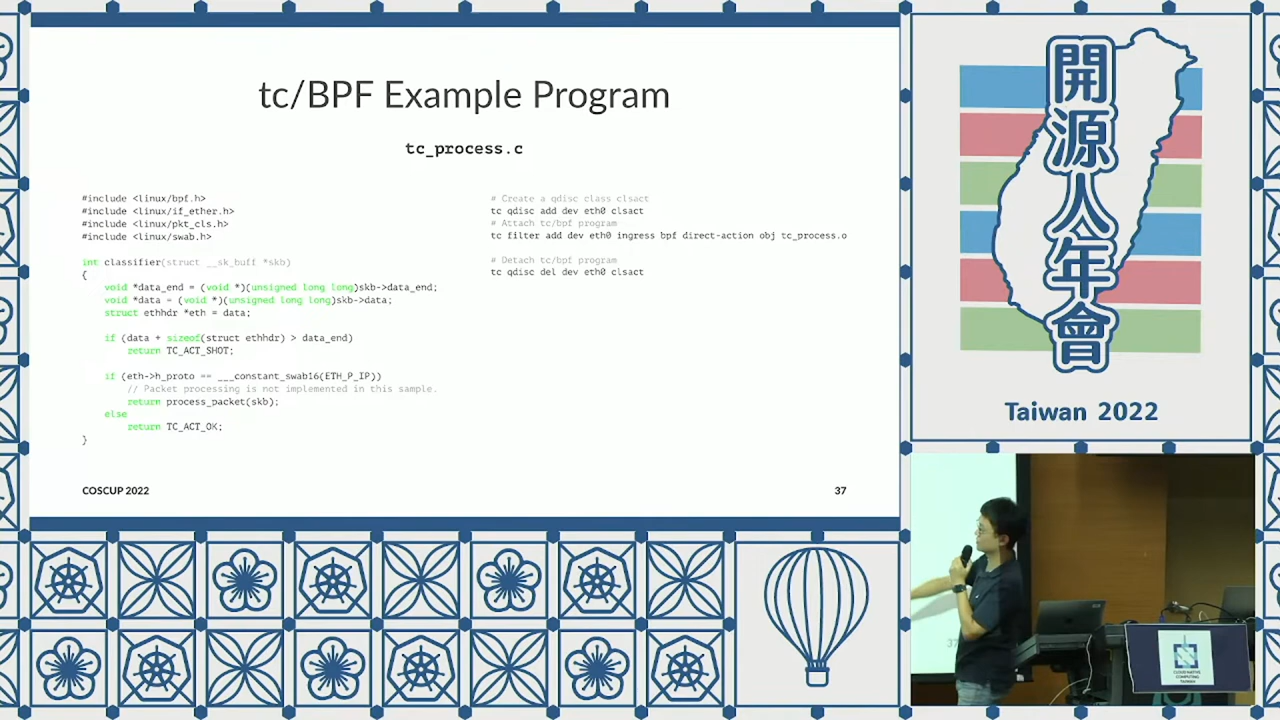 tc/BPF Example Program
tc_process.c
#include <linux/bpf.h>
#include <linux/if_ether.h>
#include <linux/pkt_cls.h>
#include <linux/swab.h>
int classifier(struct __sk_buff *skb)
{
void *data_end = (void *)(unsigned long long)skb->data_end;
void *data = (void *)(unsigned long long)skb->data;
struct ethhdr *eth = data;
if (data + sizeof(struct ethhdr) > data_end)
return TC_ACT_SHOT;
if (eth->h_proto == ___constant_swab16(ETH_P_IP))
// Packet processing is not implemented in this sample.
return process_packet(skb);
else
return TC_ACT_OK;
}
# Create a qdisc class clsact
tc qdisc add dev eth0 clsact
# Attach tc/bpf program
tc filter add dev eth0 ingress bpf direct-action obj tc_process.o
# Detach tc/bpf program
tc qdisc del dev eth0 clsact
COSCUP 2022
37
開源人年會
Taiwan 2022
37
CLOUD NATIVE
COMPUTING
TAIWAN